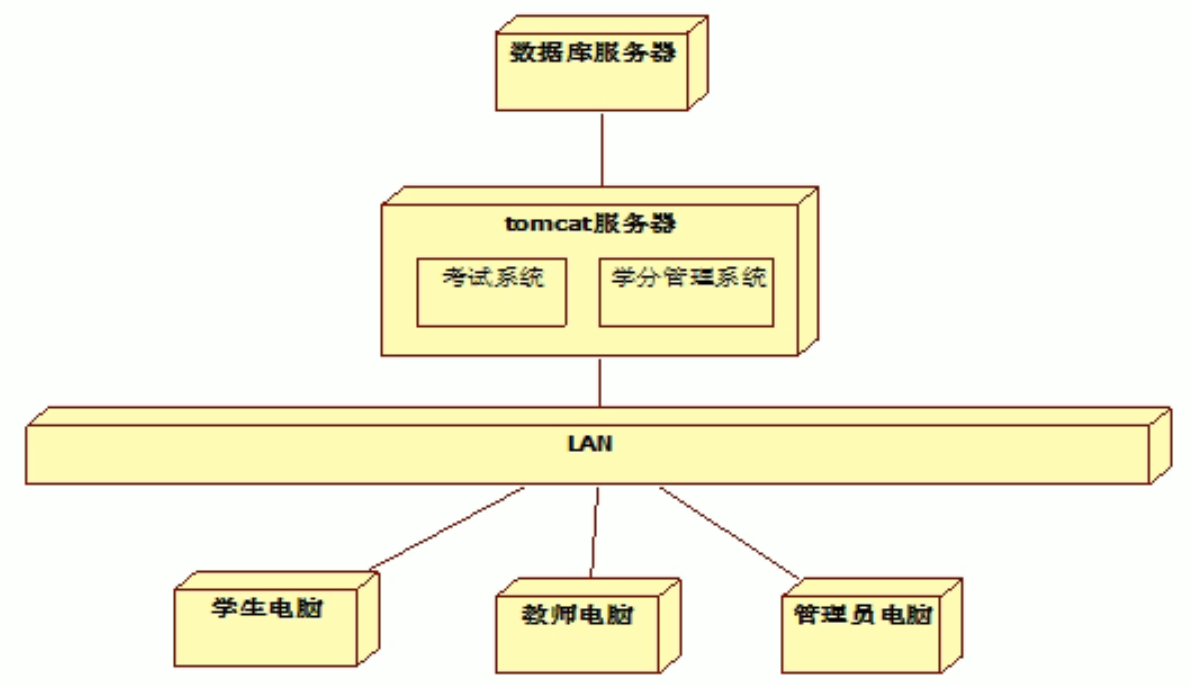 数据库服务器
tomcat服务器
考试系统
学分管理系统
LAN
学生电脑
教师电脑
管理员电脑